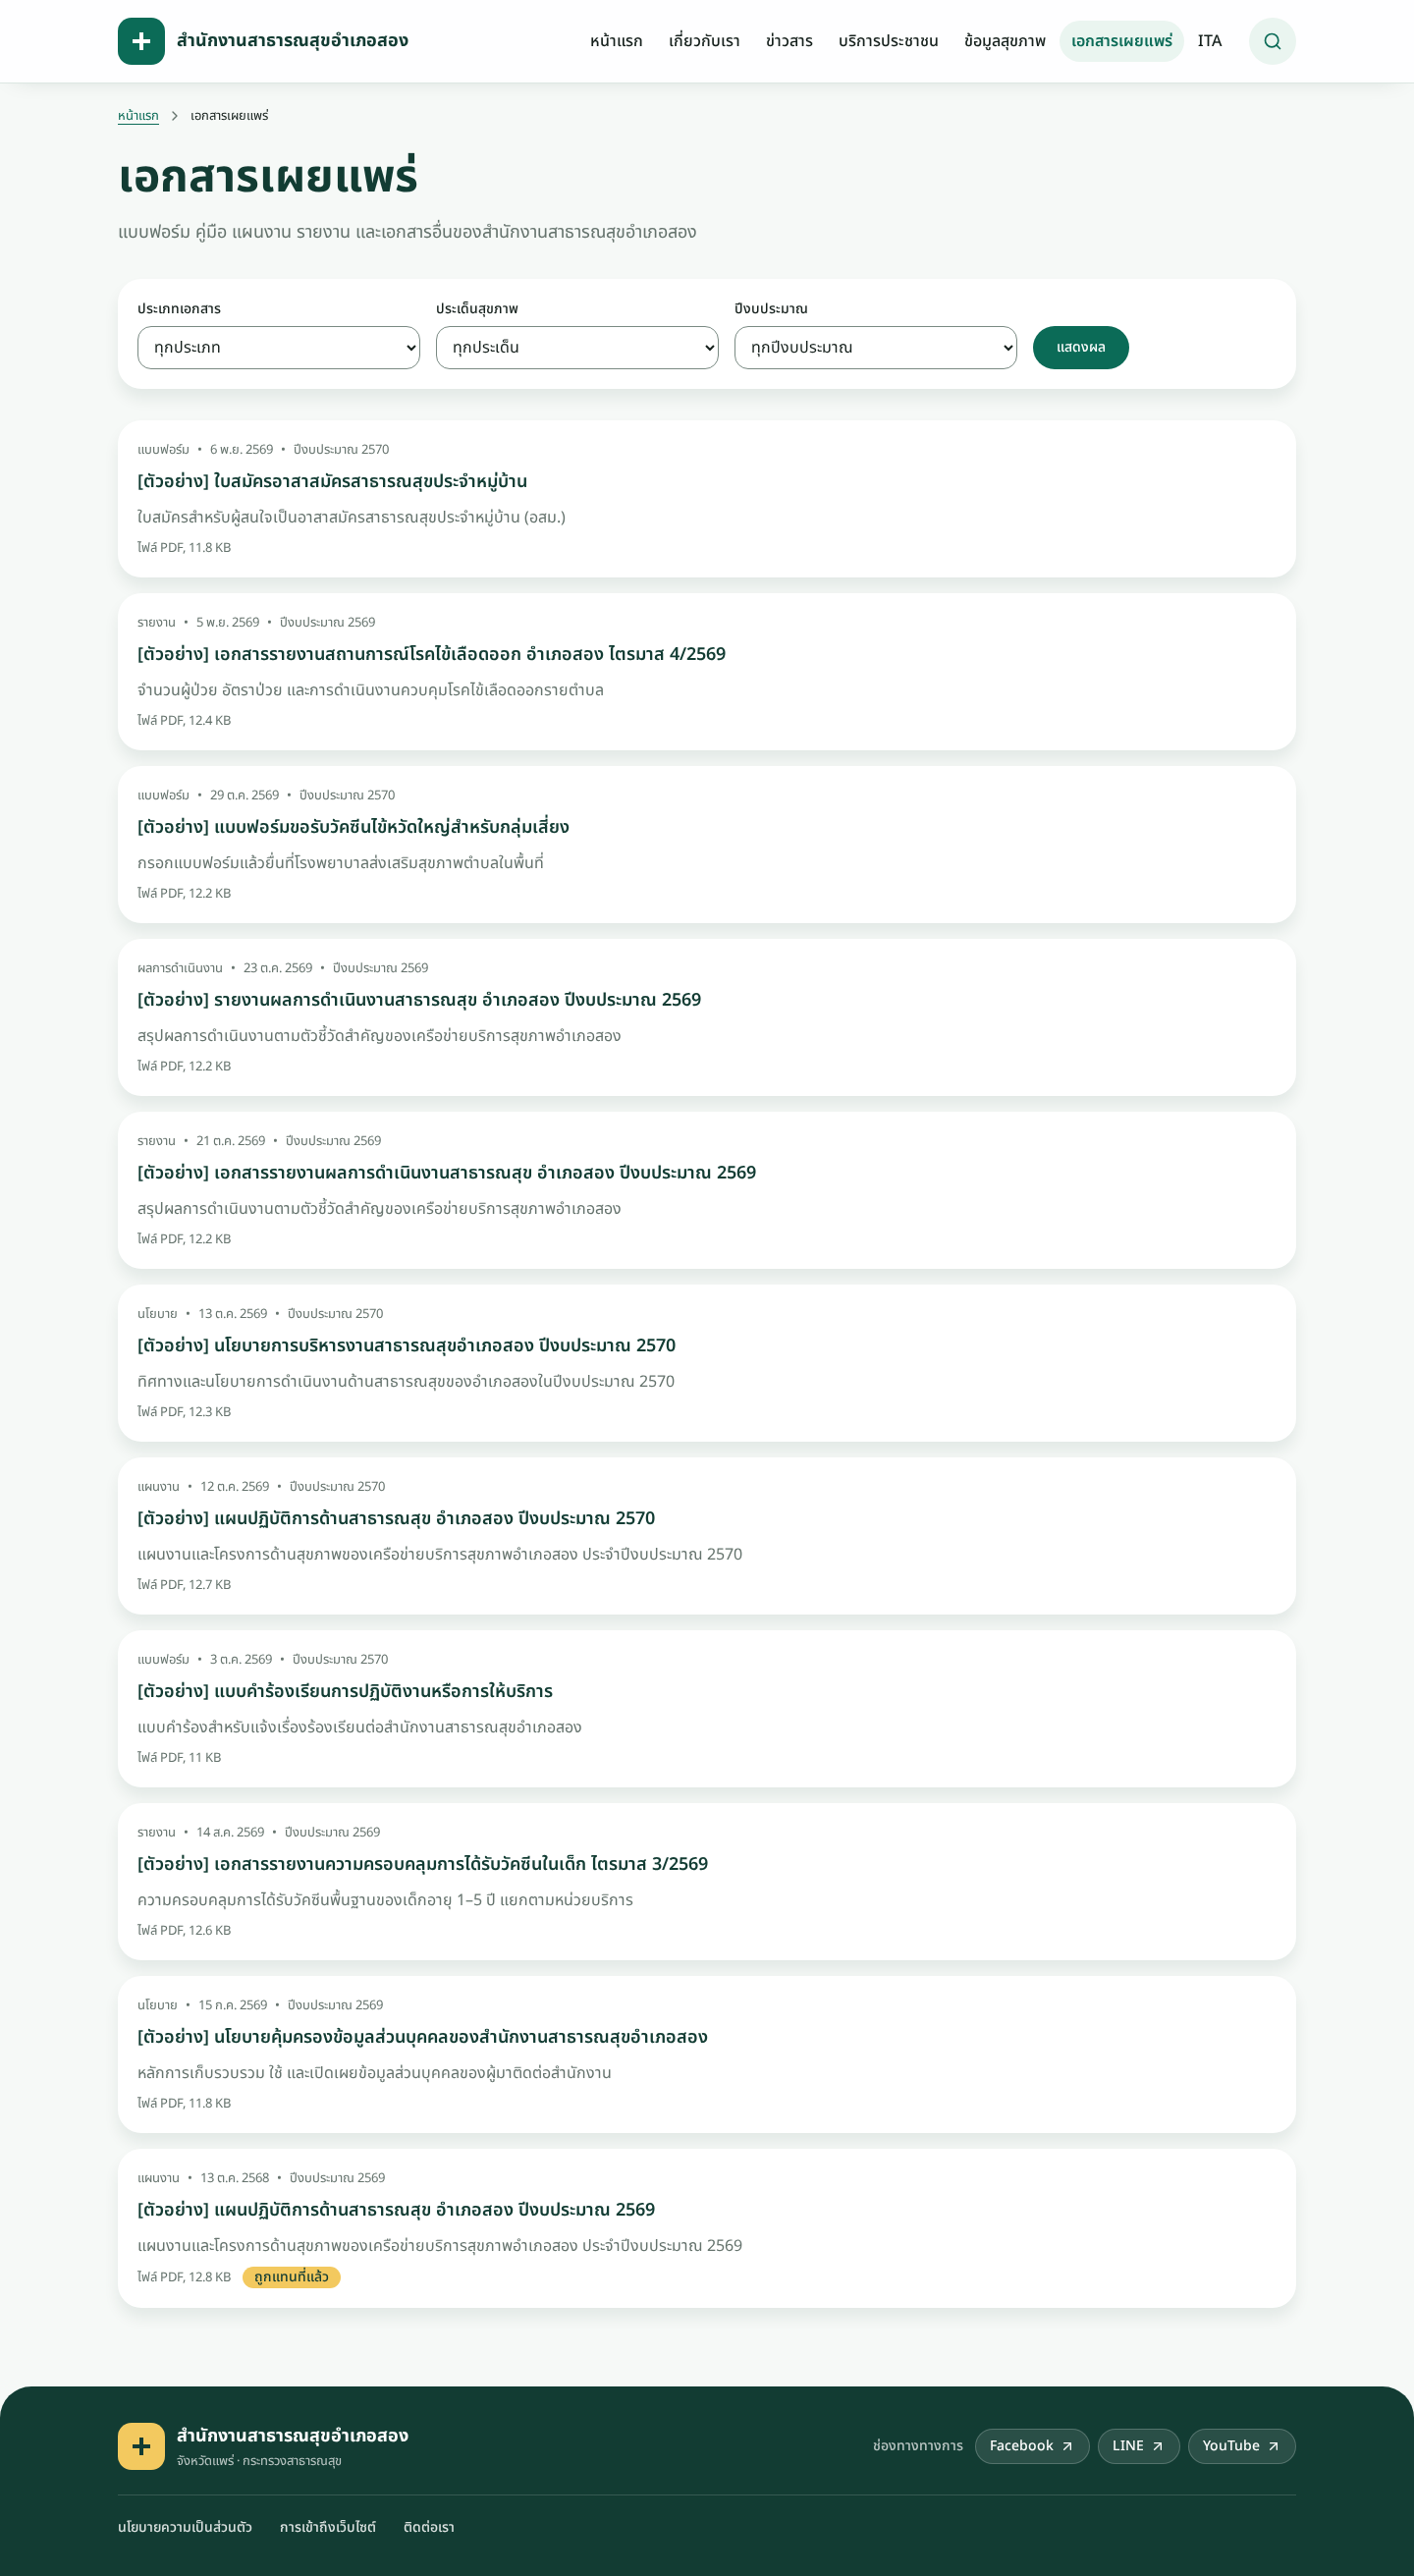 สำนักงานสาธารณสุขอำเภอสอง
หน้าแรก เกี่ยวกับเรา ข่าวสาร บริการประชาชน ข้อมูลสุขภาพ เอกสารเผยแพร่ ITA
หน้าแรก > เอกสารเผยแพร่
เอกสารเผยแพร่
แบบฟอร์ม คู่มือ แผนงาน รายงาน และเอกสารอื่นของสำนักงานสาธารณสุขอำเภอสอง
ประเภทเอกสาร ประเด็นสุขภาพ ปีงบประมาณ
ทุกประเภท ทุกประเด็น ทุกปีงบประมาณ แสดงผล
แบบฟอร์ม • 6 พ.ย. 2569 • ปีงบประมาณ 2570
[ตัวอย่าง] ใบสมัครอาสาสมัครสาธารณสุขประจำหมู่บ้าน
ใบสมัครสำหรับผู้สนใจเป็นอาสาสมัครสาธารณสุขประจำหมู่บ้าน (อสม.)
ไฟล์ PDF, 11.8 KB
รายงาน • 5 พ.ย. 2569 • ปีงบประมาณ 2569
[ตัวอย่าง] เอกสารรายงานสถานการณ์โรคไข้เลือดออก อำเภอสอง ไตรมาส 4/2569
จำนวนผู้ป่วย อัตราป่วย และการดำเนินงานควบคุมโรคไข้เลือดออกรายตำบล
ไฟล์ PDF, 12.4 KB
แบบฟอร์ม • 29 ต.ค. 2569 • ปีงบประมาณ 2570
[ตัวอย่าง] แบบฟอร์มขอรับวัคซีนไข้หวัดใหญ่สำหรับกลุ่มเสี่ยง
กรอกแบบฟอร์มแล้วยื่นที่โรงพยาบาลส่งเสริมสุขภาพตำบลในพื้นที่
ไฟล์ PDF, 12.2 KB
ผลการดำเนินงาน • 23 ต.ค. 2569 • ปีงบประมาณ 2569
[ตัวอย่าง] รายงานผลการดำเนินงานสาธารณสุข อำเภอสอง ปีงบประมาณ 2569
สรุปผลการดำเนินงานตามตัวชี้วัดสำคัญของเครือข่ายบริการสุขภาพอำเภอสอง
ไฟล์ PDF, 12.2 KB
รายงาน • 21 ต.ค. 2569 • ปีงบประมาณ 2569
[ตัวอย่าง] เอกสารรายงานผลการดำเนินงานสาธารณสุข อำเภอสอง ปีงบประมาณ 2569
สรุปผลการดำเนินงานตามตัวชี้วัดสำคัญของเครือข่ายบริการสุขภาพอำเภอสอง
ไฟล์ PDF, 12.2 KB
นโยบาย • 13 ต.ค. 2569 • ปีงบประมาณ 2570
[ตัวอย่าง] นโยบายการบริหารงานสาธารณสุขอำเภอสอง ปีงบประมาณ 2570
ทิศทางและนโยบายการดำเนินงานด้านสาธารณสุขของอำเภอสองในปีงบประมาณ 2570
ไฟล์ PDF, 12.3 KB
แผนงาน • 12 ต.ค. 2569 • ปีงบประมาณ 2570
[ตัวอย่าง] แผนปฏิบัติการด้านสาธารณสุข อำเภอสอง ปีงบประมาณ 2570
แผนงานและโครงการด้านสุขภาพของเครือข่ายบริการสุขภาพอำเภอสอง ประจำปีงบประมาณ 2570
ไฟล์ PDF, 12.7 KB
แบบฟอร์ม • 3 ต.ค. 2569 • ปีงบประมาณ 2570
[ตัวอย่าง] แบบคำร้องเรียนการปฏิบัติงานหรือการให้บริการ
แบบคำร้องสำหรับแจ้งเรื่องร้องเรียนต่อสำนักงานสาธารณสุขอำเภอสอง
ไฟล์ PDF, 11 KB
รายงาน • 14 ส.ค. 2569 • ปีงบประมาณ 2569
[ตัวอย่าง] เอกสารรายงานความครอบคลุมการได้รับวัคซีนในเด็ก ไตรมาส 3/2569
ความครอบคลุมการได้รับวัคซีนพื้นฐานของเด็กอายุ 1–5 ปี แยกตามหน่วยบริการ
ไฟล์ PDF, 12.6 KB
นโยบาย • 15 ก.ค. 2569 • ปีงบประมาณ 2569
[ตัวอย่าง] นโยบายคุ้มครองข้อมูลส่วนบุคคลของสำนักงานสาธารณสุขอำเภอสอง
หลักการเก็บรวบรวม ใช้ และเปิดเผยข้อมูลส่วนบุคคลของผู้มาติดต่อสำนักงาน
ไฟล์ PDF, 11.8 KB
แผนงาน • 13 ต.ค. 2568 • ปีงบประมาณ 2569
[ตัวอย่าง] แผนปฏิบัติการด้านสาธารณสุข อำเภอสอง ปีงบประมาณ 2569
แผนงานและโครงการด้านสุขภาพของเครือข่ายบริการสุขภาพอำเภอสอง ประจำปีงบประมาณ 2569
ไฟล์ PDF, 12.8 KB ถูกแทนที่แล้ว
สำนักงานสาธารณสุขอำเภอสอง
จังหวัดแพร่ · กระทรวงสาธารณสุข
ช่องทางทางการ Facebook LINE YouTube
นโยบายความเป็นส่วนตัว การเข้าถึงเว็บไซต์ ติดต่อเรา